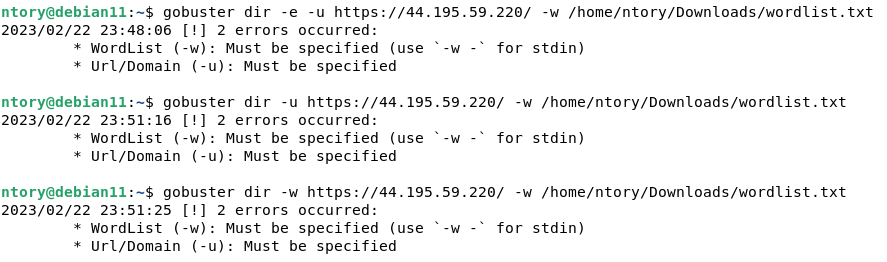 ntory@debian11:~$ gobuster dir -e -u https://44.195.59.220/ -w /home/ntory/Downloads/wordlist.txt
2023/02/22 23:48:06 [!] 2 errors occurred:
        * WordList (-w): Must be specified (use `-w -` for stdin)
        * Url/Domain (-u): Must be specified

ntory@debian11:~$ gobuster dir -u https://44.195.59.220/ -w /home/ntory/Downloads/wordlist.txt
2023/02/22 23:51:16 [!] 2 errors occurred:
        * WordList (-w): Must be specified (use `-w -` for stdin)
        * Url/Domain (-u): Must be specified

ntory@debian11:~$ gobuster dir -w https://44.195.59.220/ -w /home/ntory/Downloads/wordlist.txt
2023/02/22 23:51:25 [!] 2 errors occurred:
        * WordList (-w): Must be specified (use `-w -` for stdin)
        * Url/Domain (-u): Must be specified